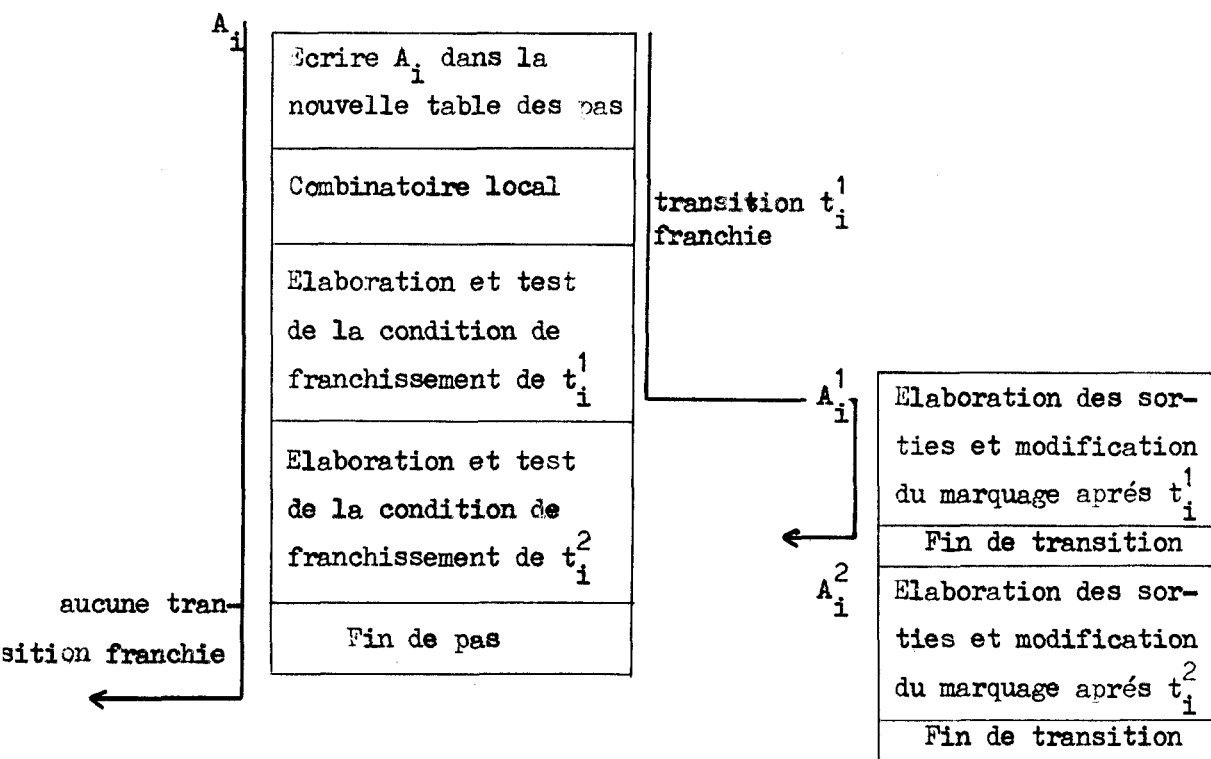 A_i
Ecrire A_i dans la
nouvelle table des pas
Combinatoire local
transition t_i^1
franchie
Elaboration et test
de la condition de
franchissement de t_i^1
A_i^1
Elaboration des sor-
ties et modification
du marquage aprés t_i^1
Fin de transition
Elaboration et test
de la condition de
franchissement de t_i^2
A_i^2
Elaboration des sor-
ties et modification
du marquage aprés t_i^2
Fin de transition
aucune tran-
sition franchie
Fin de pas